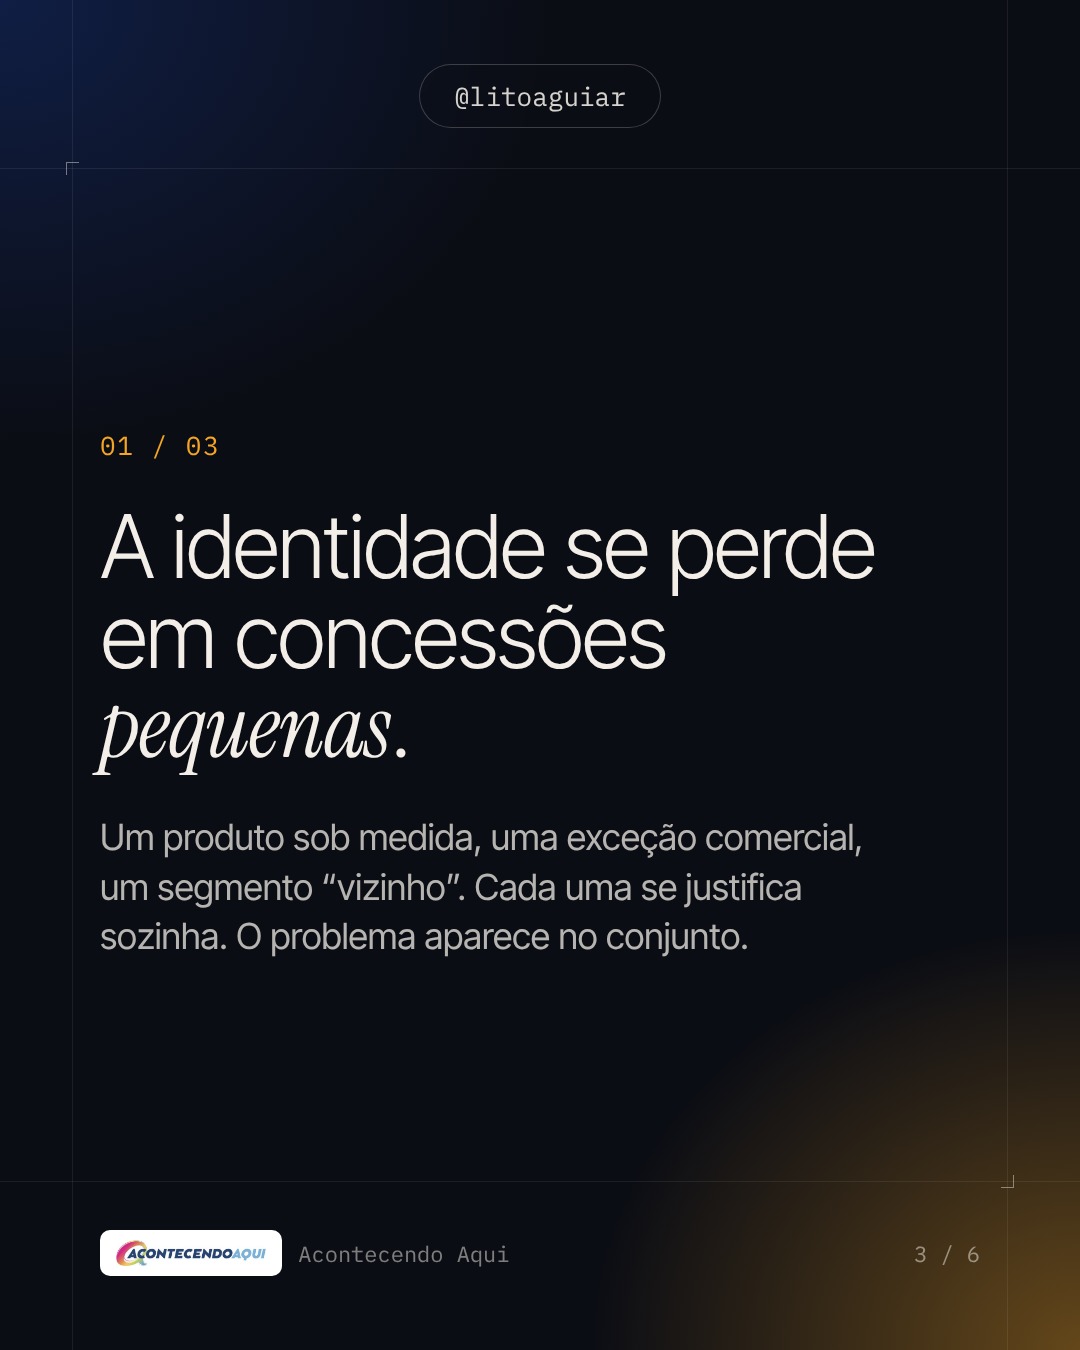 @litoaguiar
01 / 03
A identidade se perde
em concessões
pequenas.
Um produto sob medida, uma exceção comercial,
um segmento “vizinho”. Cada uma se justifica
sozinha. O problema aparece no conjunto.
ACONTECENDOAQUI Acontecendo Aqui 3 / 6